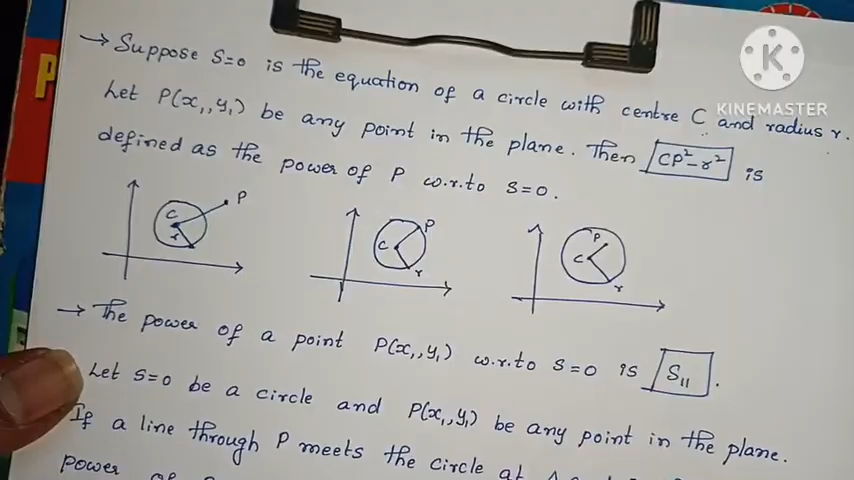 K
KINEMASTER
P
→ Suppose S=0 is the equation of a circle with centre C and radius r.
Let P(x₁,y₁) be any point in the plane. Then CP²-r² is
defined as the power of P w.r.to S=0.
C P r
C P r
C P r
→ The power of a point P(x₁,y₁) w.r.to S=0 is S₁₁.
Let S=0 be a circle and P(x₁,y₁) be any point in the plane.
If a line through P meets the circle at
power of